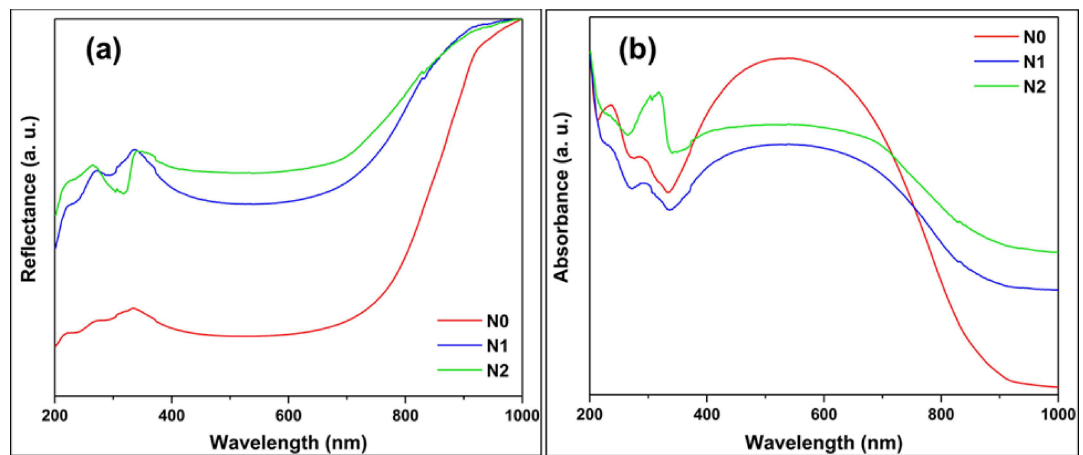 (a)
Reflectance (a. u.)
N0
N1
N2
200 400 600 800 1000
Wavelength (nm)
(b)
Absorbance (a. u.)
N0
N1
N2
200 400 600 800 1000
Wavelength (nm)